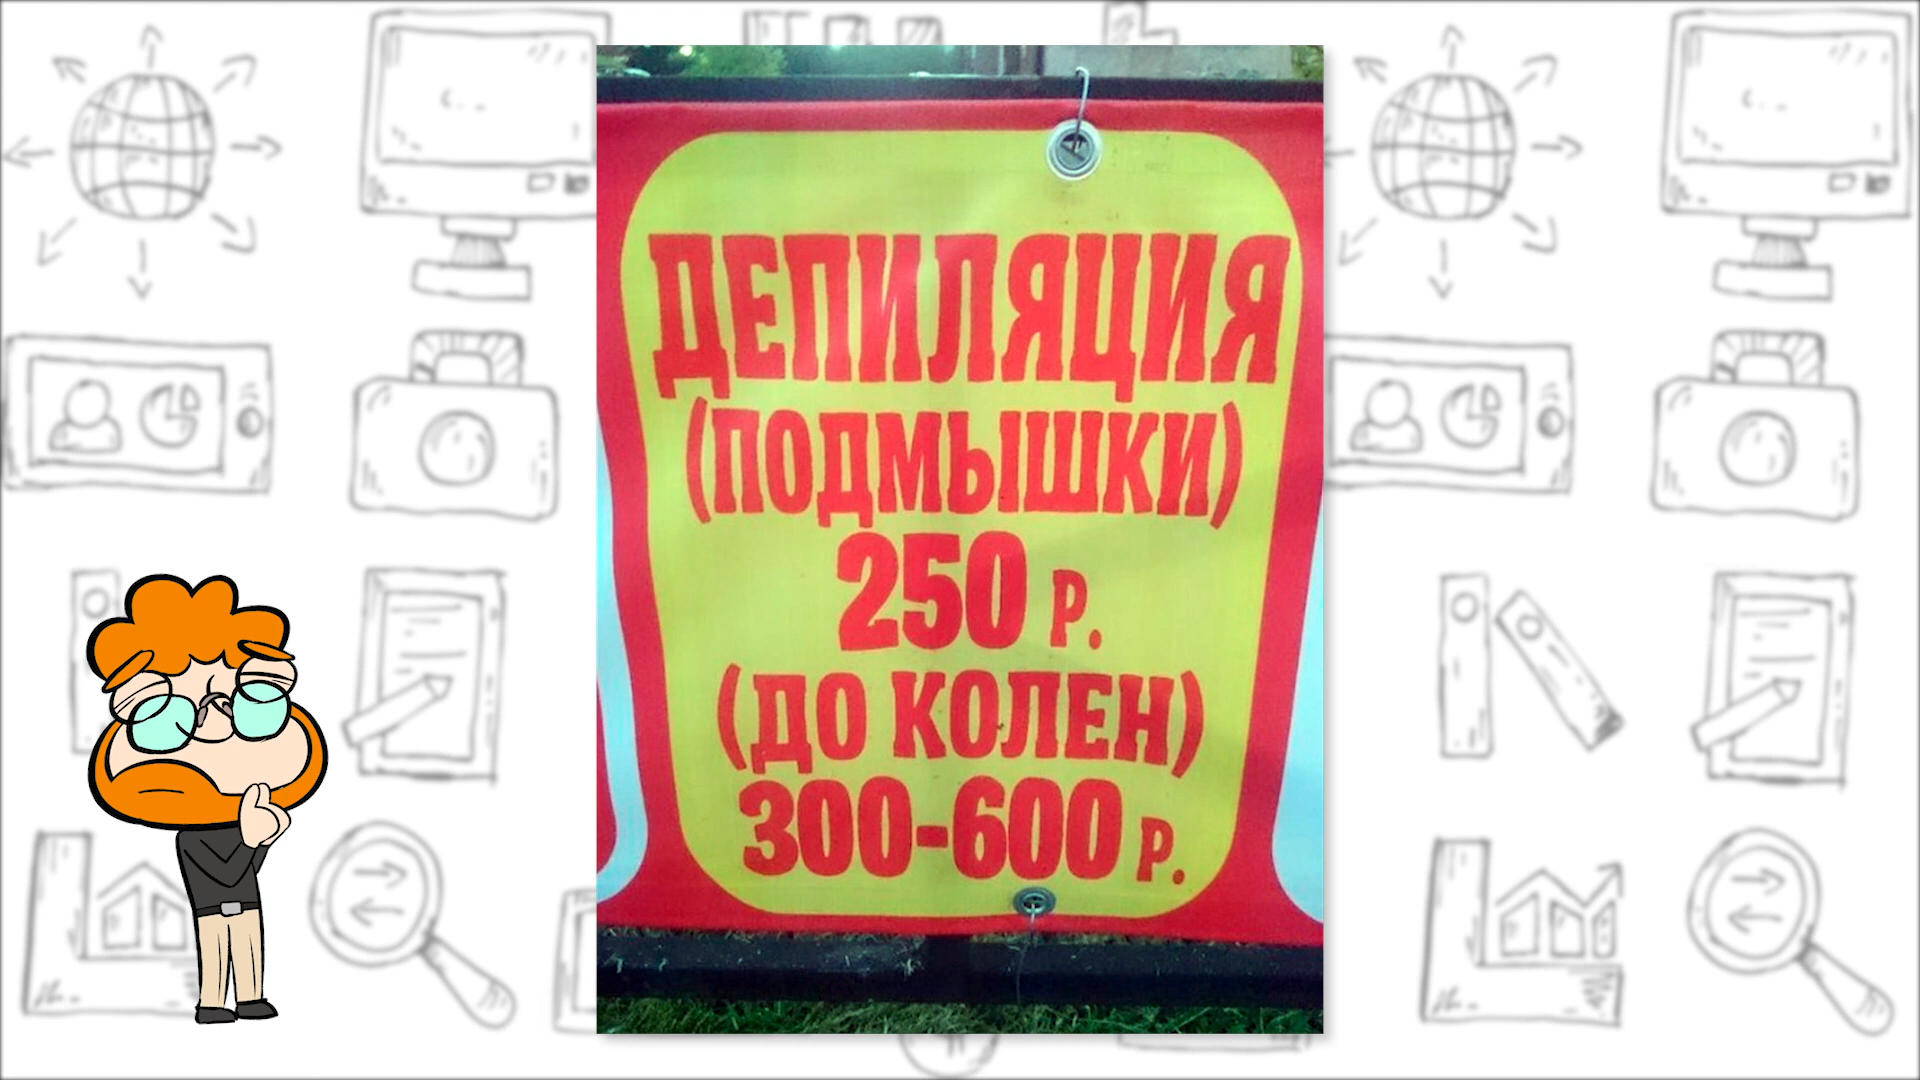 ДЕПИЛЯЦИЯ
(ПОДМЫШКИ)
250 Р.
(ДО КОЛЕН)
300-600 Р.